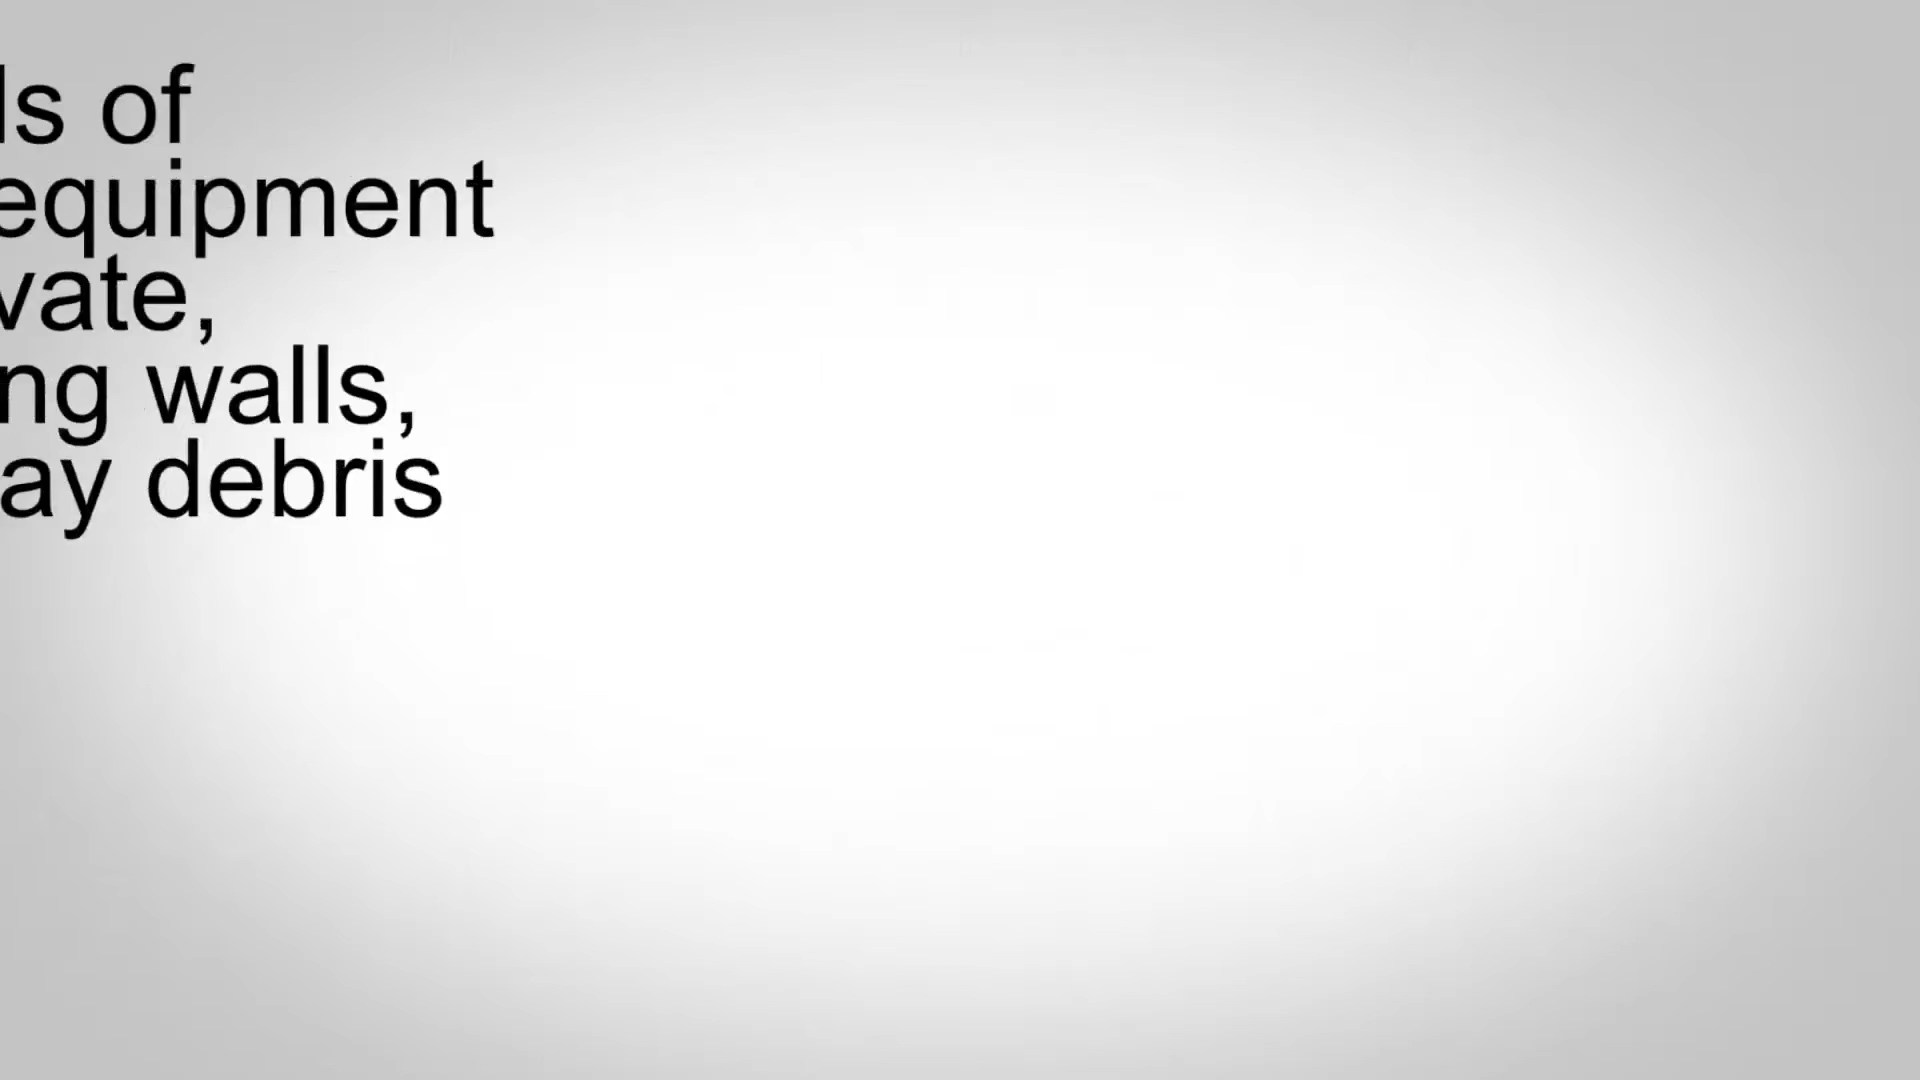 ls of
equipment
vate,
ng walls,
ay debris